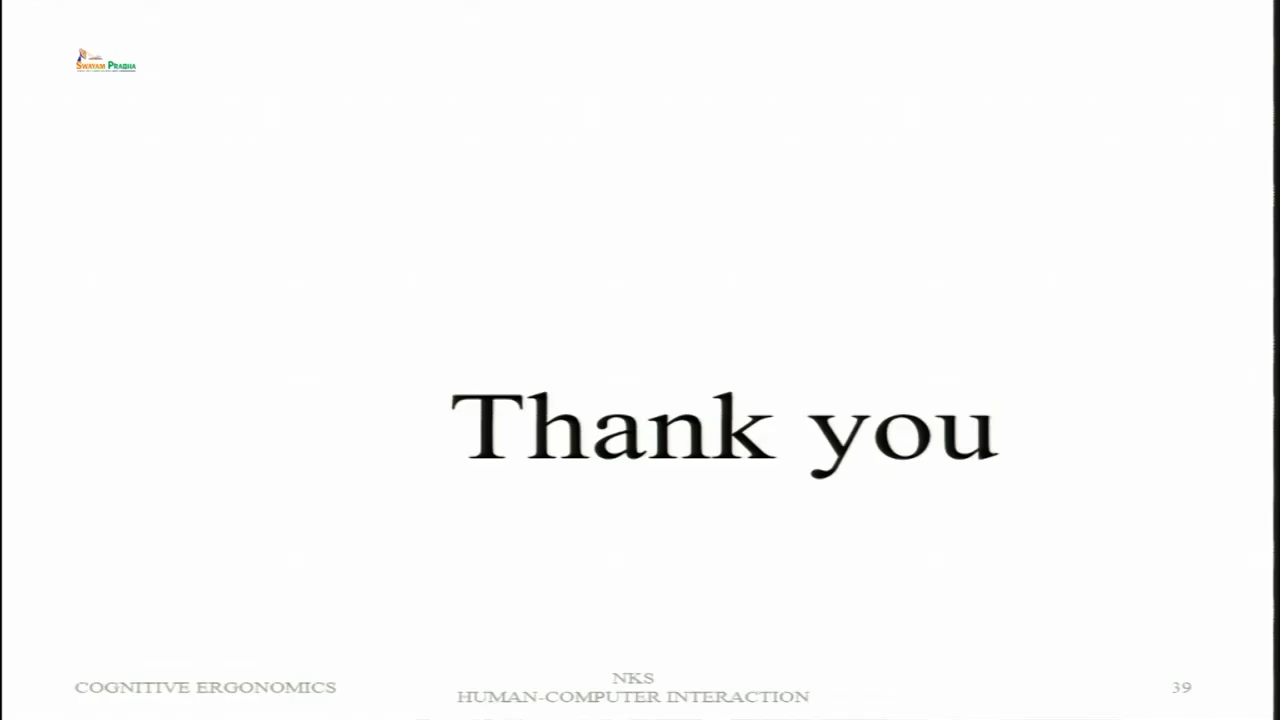 SWAYAM PRABHA
Thank you
COGNITIVE ERGONOMICS
NKS
HUMAN-COMPUTER INTERACTION
39